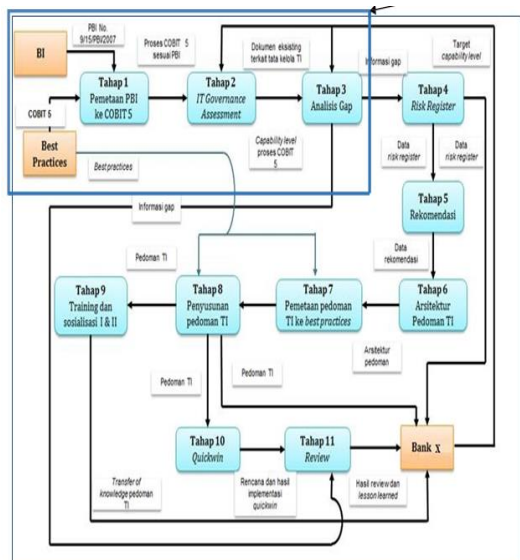 PBI No.
9/15/PBI/2007
Proses COBIT 5
sesuai PBI
Dokumen eksisting
terkait tata kelola TI
Informasi gap
Target
capability level
BI
Tahap 1
Pemetaan PBI
ke COBIT 5
Tahap 2
IT Governance
Assessment
Tahap 3
Analisis Gap
Tahap 4
Risk Register
COBIT 5
Best
Practices
Best practices
Capability level
proses COBIT
5
Data
risk register
Data
risk register
Informasi gap
Tahap 5
Rekomendasi
Data
rekomendasi
Pedoman TI
Tahap 9
Training dan
sosialisasi I & II
Tahap 8
Penyusunan
pedoman TI
Tahap 7
Pemetaan pedoman
TI ke best practices
Tahap 6
Arsitektur
Pedoman TI
Arsitektur
pedoman
Pedoman TI
Pedoman TI
Tahap 10
Quickwin
Tahap 11
Review
Bank X
Transfer of
knowledge pedoman
TI
Rencana dan hasil
implementasi
quickwin
Hasil review dan
lesson learned